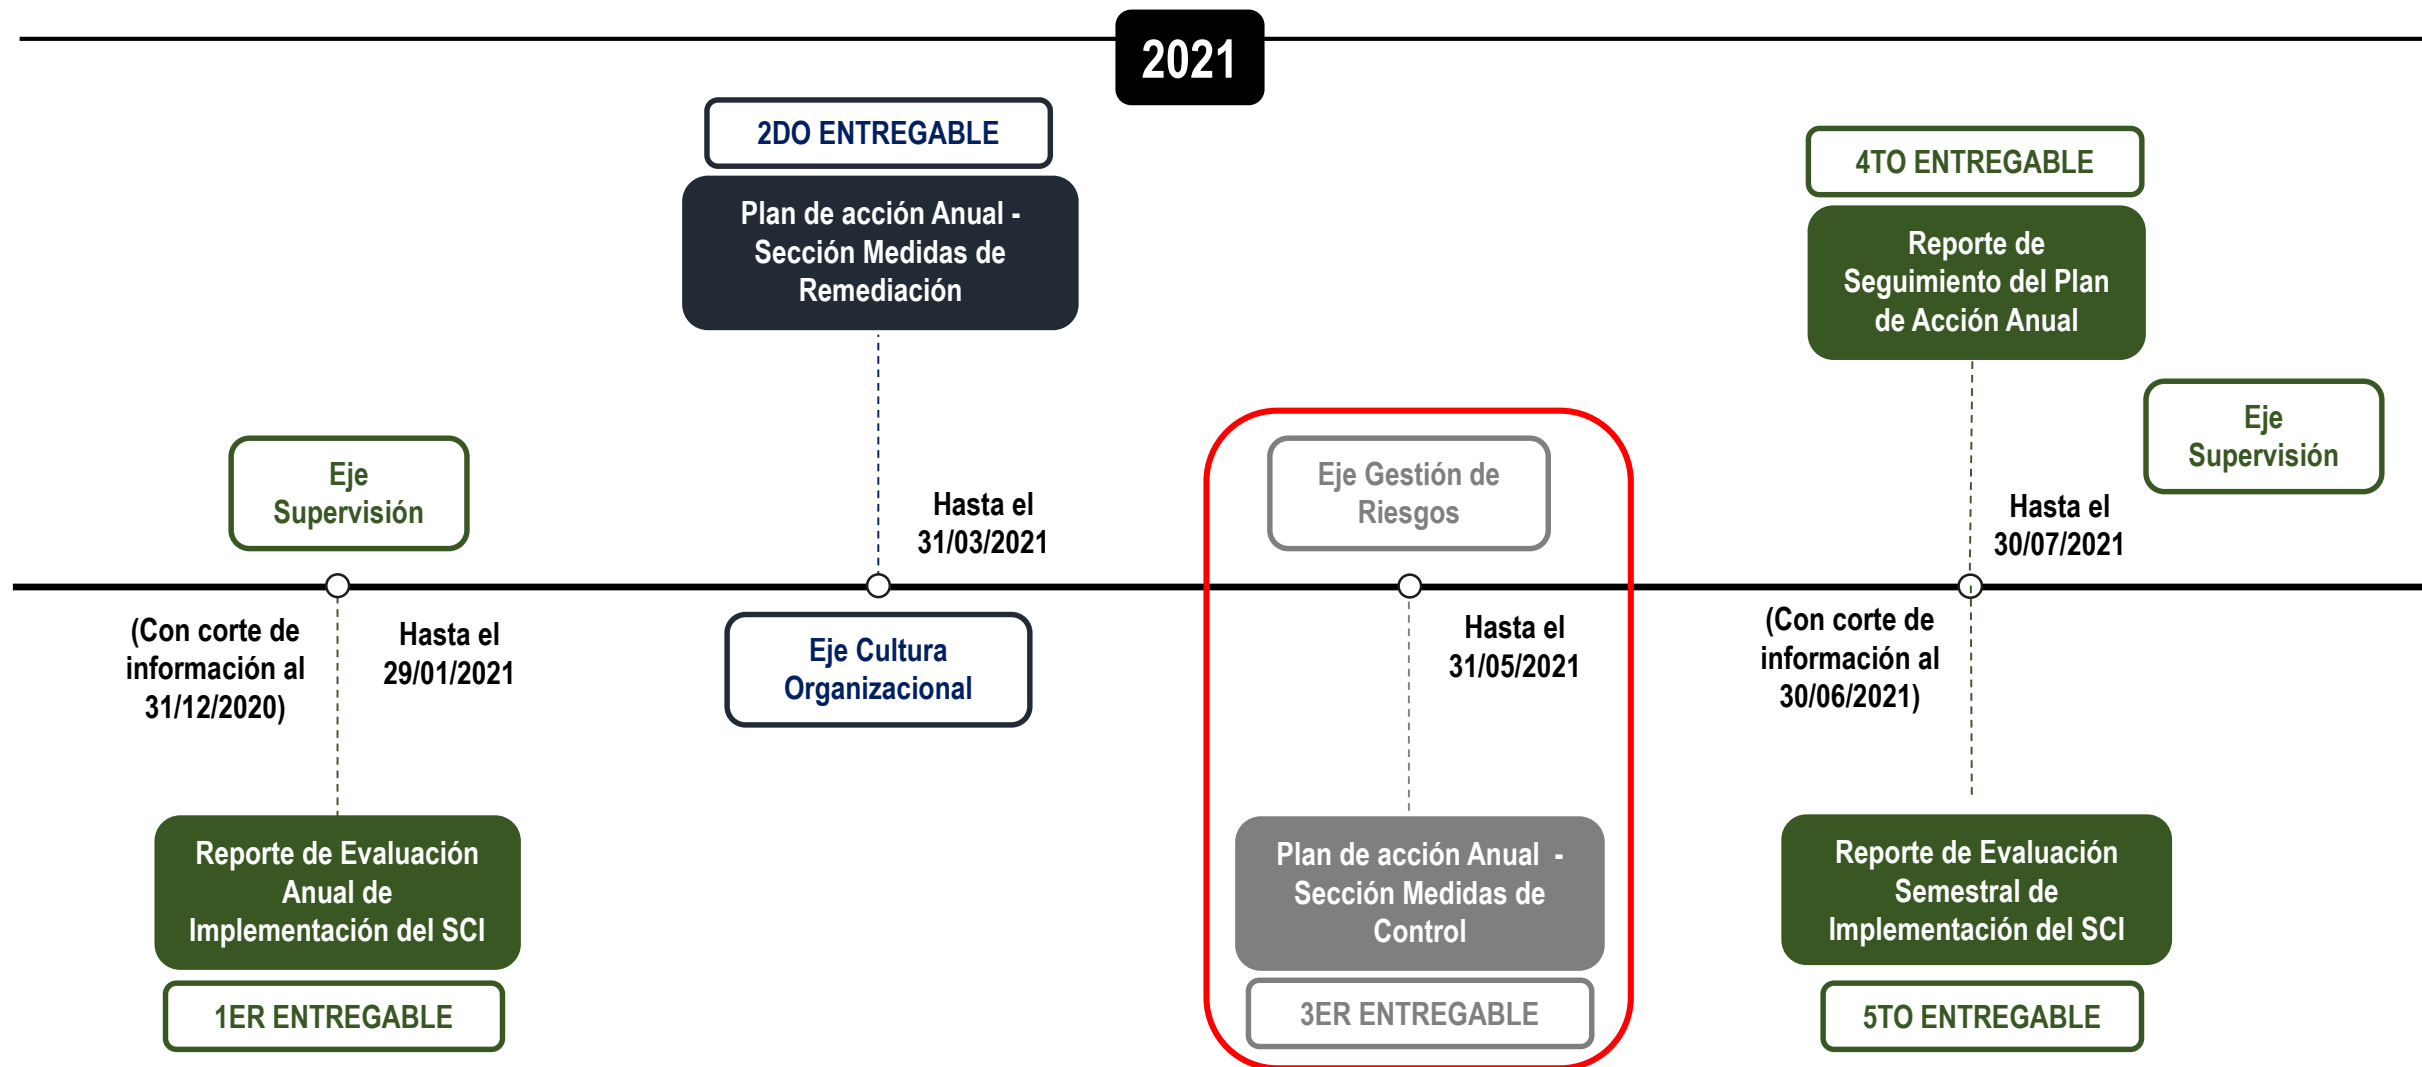 2021
2DO ENTREGABLE
Plan de acción Anual -
Sección Medidas de
Remediación
4TO ENTREGABLE
Reporte de
Seguimiento del Plan
de Acción Anual
Eje
Supervisión
Eje
Supervisión
Hasta el
31/03/2021
Eje Gestión de
Riesgos
Hasta el
30/07/2021
(Con corte de
información al
31/12/2020)
Hasta el
29/01/2021
Eje Cultura
Organizacional
Hasta el
31/05/2021
(Con corte de
información al
30/06/2021)
Reporte de Evaluación
Anual de
Implementación del SCI
1ER ENTREGABLE
Plan de acción Anual -
Sección Medidas de
Control
3ER ENTREGABLE
Reporte de Evaluación
Semestral de
Implementación del SCI
5TO ENTREGABLE